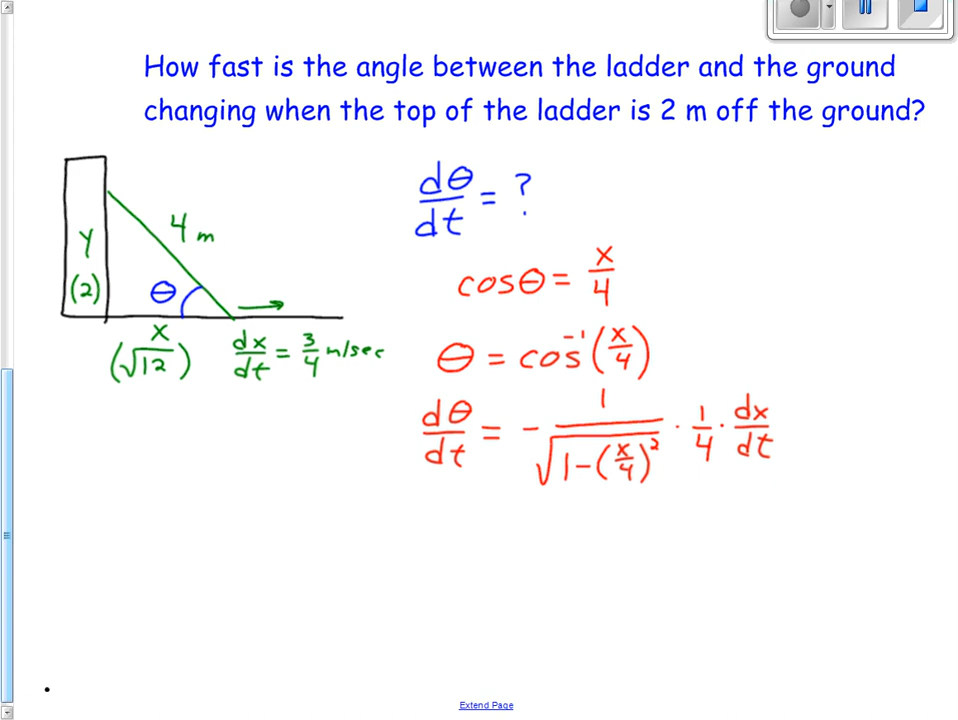 How fast is the angle between the ladder and the ground
changing when the top of the ladder is 2 m off the ground?
dθ/dt = ?
4 m
y
(2)
θ
cosθ = x/4
x
(√12)
dx/dt = 3/4 m/sec
θ = cos⁻¹(x/4)
dθ/dt = - 1/√(1-(x/4)²) · 1/4 · dx/dt
Extend Page